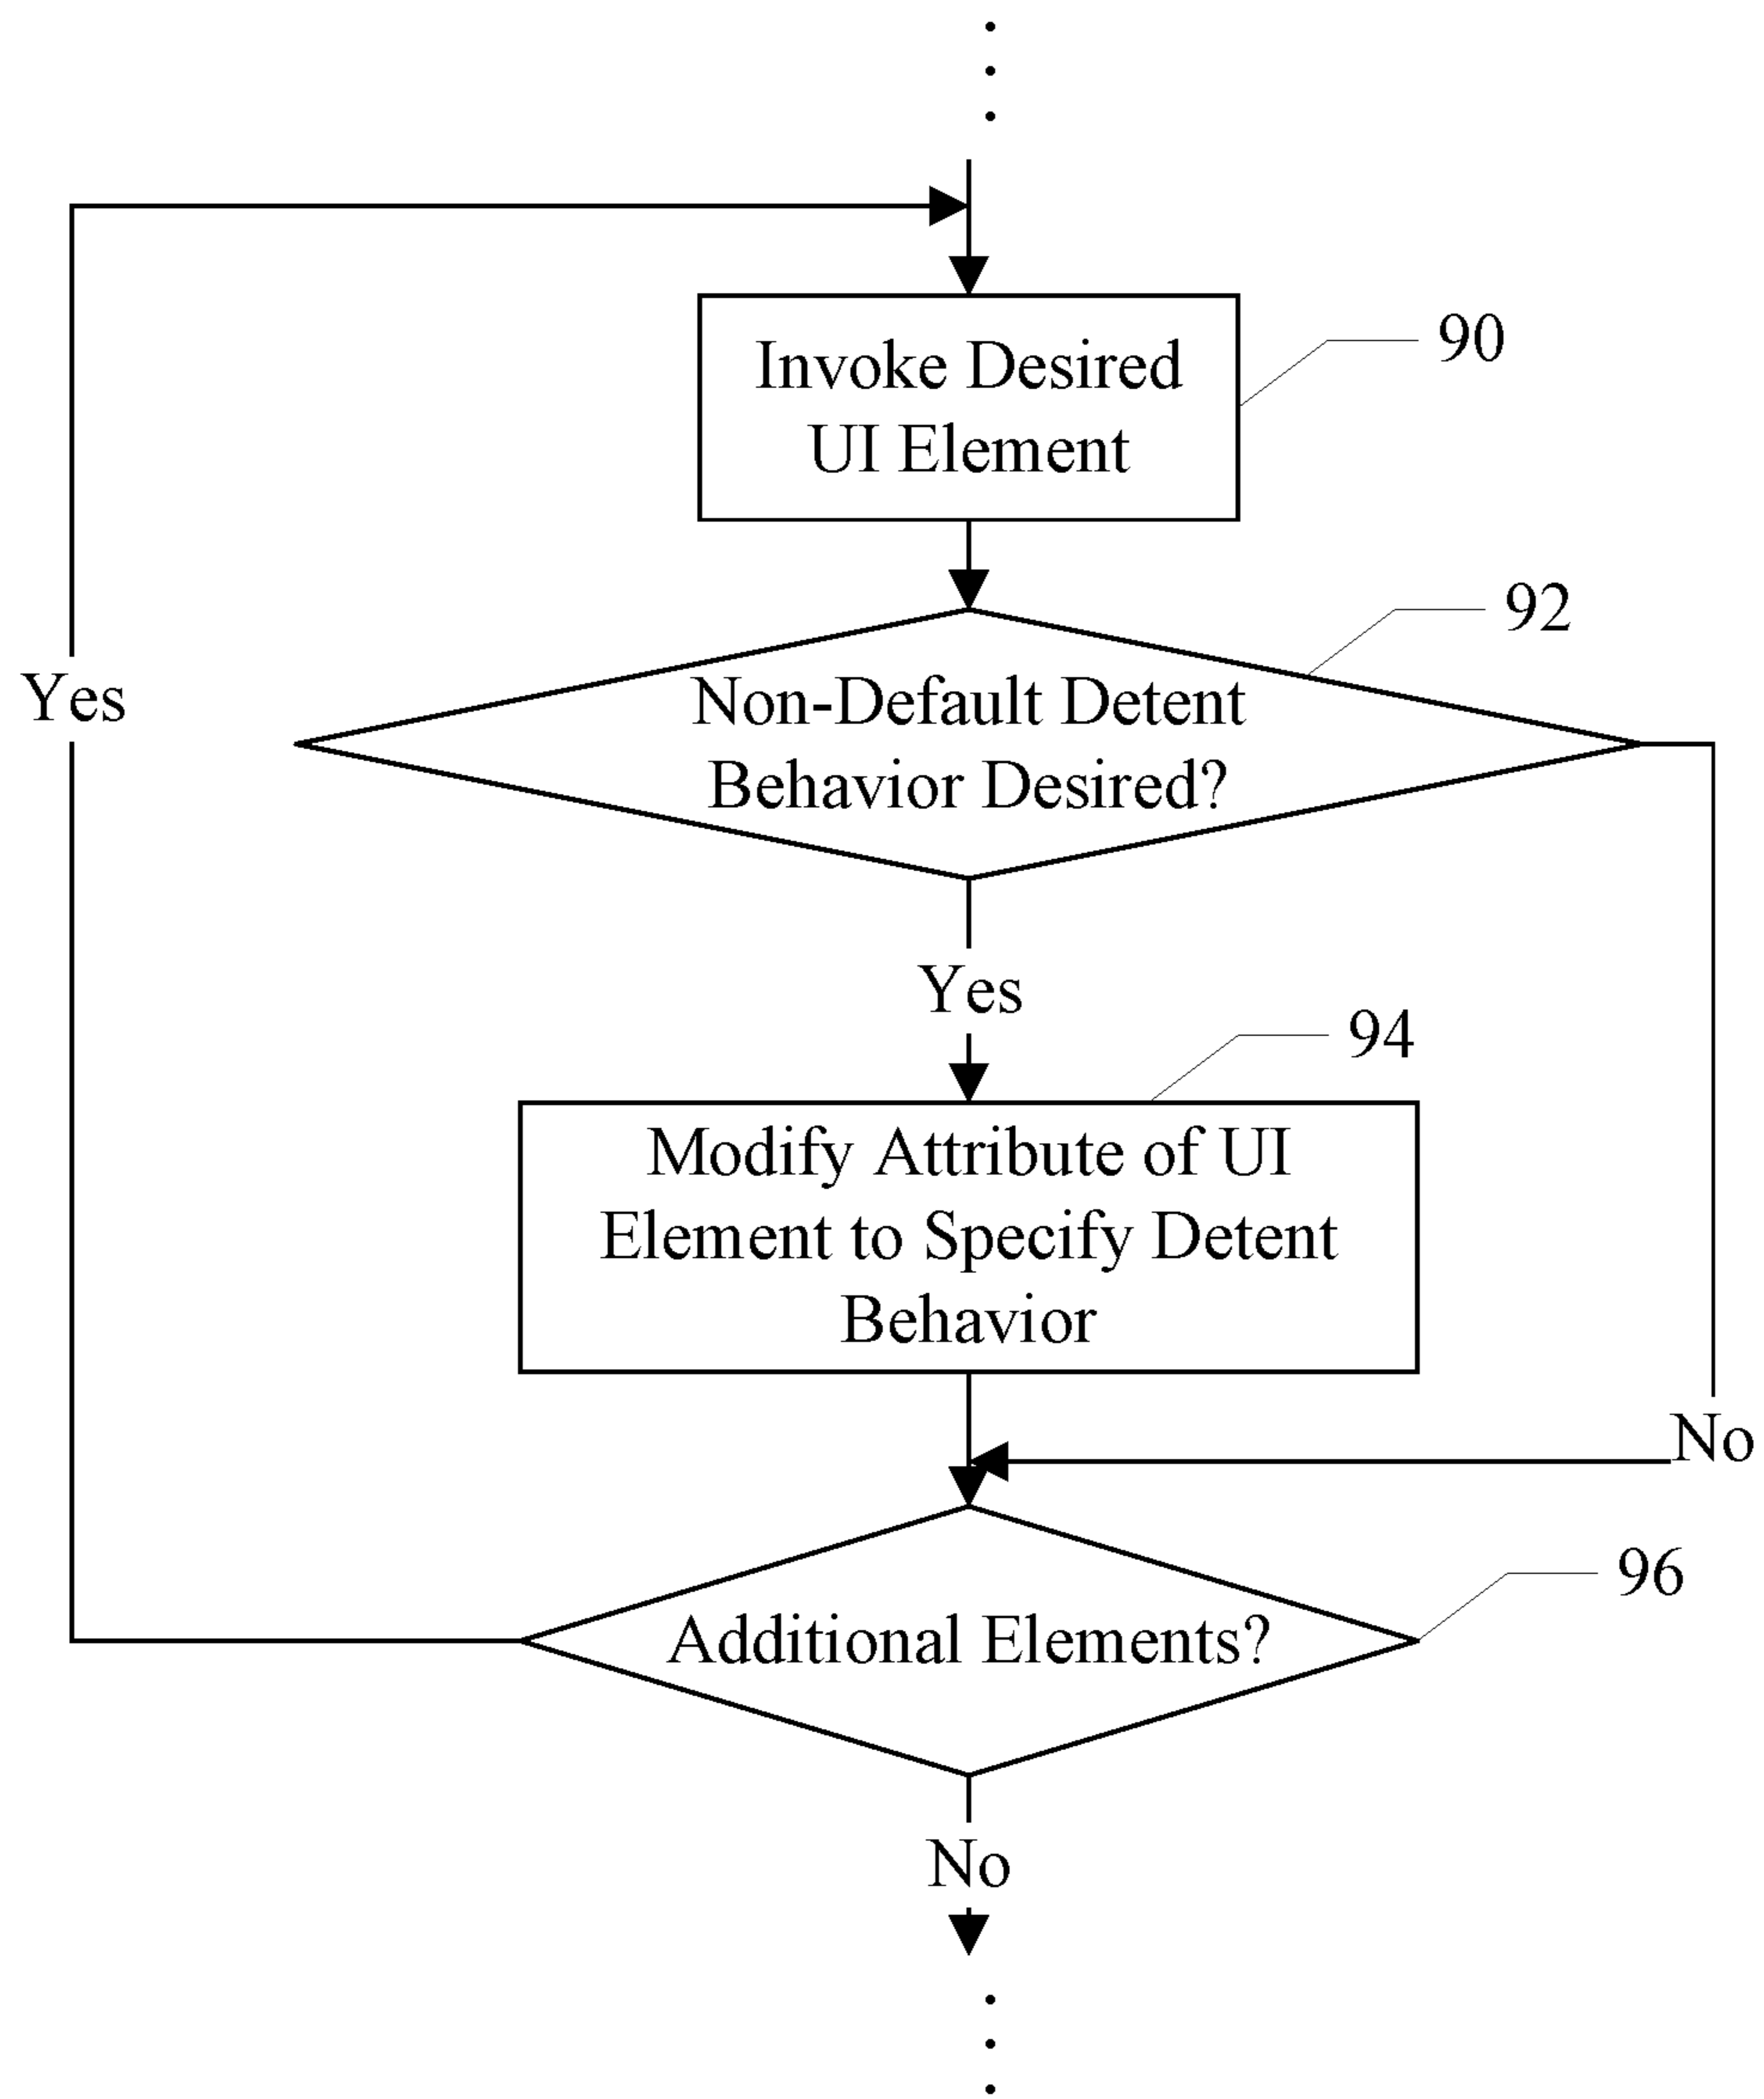 Invoke Desired
UI Element
90
Non-Default Detent
Behavior Desired?
92
Yes
Yes
94
Modify Attribute of UI
Element to Specify Detent
Behavior
No
Additional Elements?
96
No